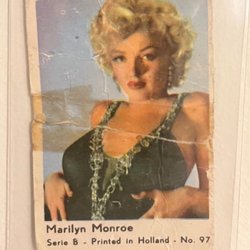 Marilyn Monroe
Serie B - Printed in Holland - No. 97